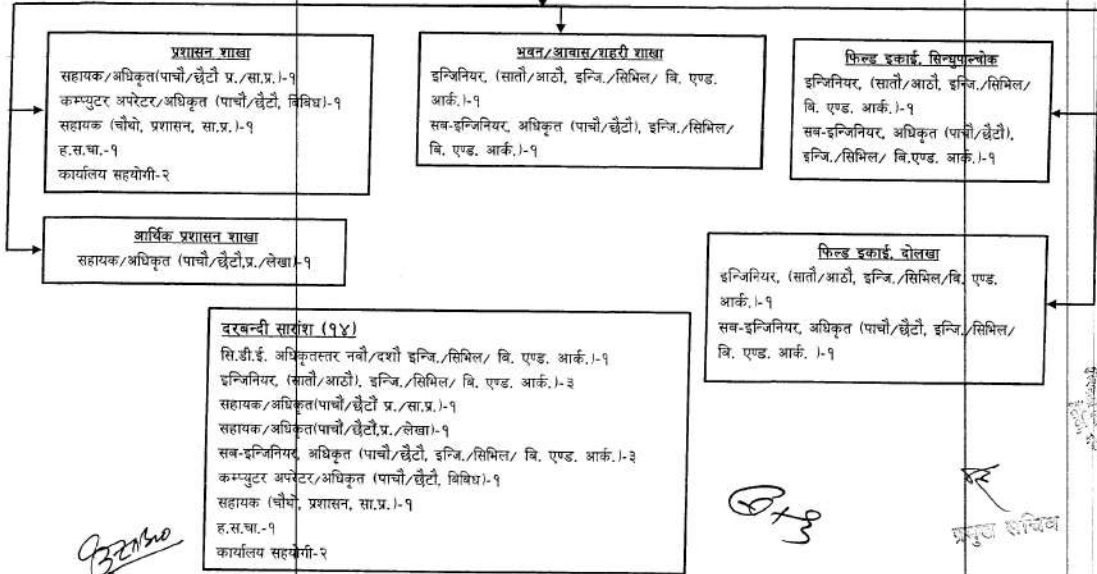 प्रशासन शाखा
सहायक/अधिकृत(पाचौ/छैटौ प्र./सा.प्र.)-१
कम्प्युटर अपरेटर/अधिकृत (पाचौ/छैटौ, बिबिध)-१
सहायक (चौथो, प्रशासन, सा.प्र.)-१
ह.स.चा.-१
कार्यालय सहयोगी-२
आर्थिक प्रशासन शाखा
सहायक/अधिकृत (पाचौ/छैटौ,प्र./लेखा)-१
भवन/आवास/शहरी शाखा
इन्जिनियर, (सातौ/आठौ, इन्जि./सिभिल/ बि. एण्ड.
आर्क.)-१
सब-इन्जिनियर, अधिकृत (पाचौ/छैटौ), इन्जि./सिभिल/
बि. एण्ड. आर्क.)-१
फिल्ड इकाई, सिन्धुपाल्चोक
इन्जिनियर, (सातौ/आठौ, इन्जि./सिभिल/
बि. एण्ड. आर्क.)-१
सब-इन्जिनियर, अधिकृत (पाचौ/छैटौ),
इन्जि./सिभिल/ बि.एण्ड. आर्क.)-१
फिल्ड इकाई, दोलखा
इन्जिनियर, (सातौ/आठौ, इन्जि./सिभिल/बि. एण्ड.
आर्क.)-१
सब-इन्जिनियर, अधिकृत (पाचौ/छैटौ, इन्जि./सिभिल/
बि. एण्ड. आर्क. )-१
दरबन्दी सारांश (१४)
सि.डी.ई. अधिकृतस्तर नवौ/दशौ इन्जि./सिभिल/ बि. एण्ड. आर्क.)-१
इन्जिनियर, (सातौ/आठौ), इन्जि./सिभिल/ बि. एण्ड. आर्क.)-३
सहायक/अधिकृत(पाचौ/छैटौ प्र./सा.प्र.)-१
सहायक/अधिकृत(पाचौ/छैटौ,प्र./लेखा)-१
सब-इन्जिनियर, अधिकृत (पाचौ/छैटौ, इन्जि./सिभिल/ बि. एण्ड. आर्क.)-३
कम्प्युटर अपरेटर/अधिकृत (पाचौ/छैटौ, बिबिध)-१
सहायक (चौथो, प्रशासन, सा.प्र.)-१
ह.स.चा.-१
कार्यालय सहयोगी-२
प्रमुख सचिव